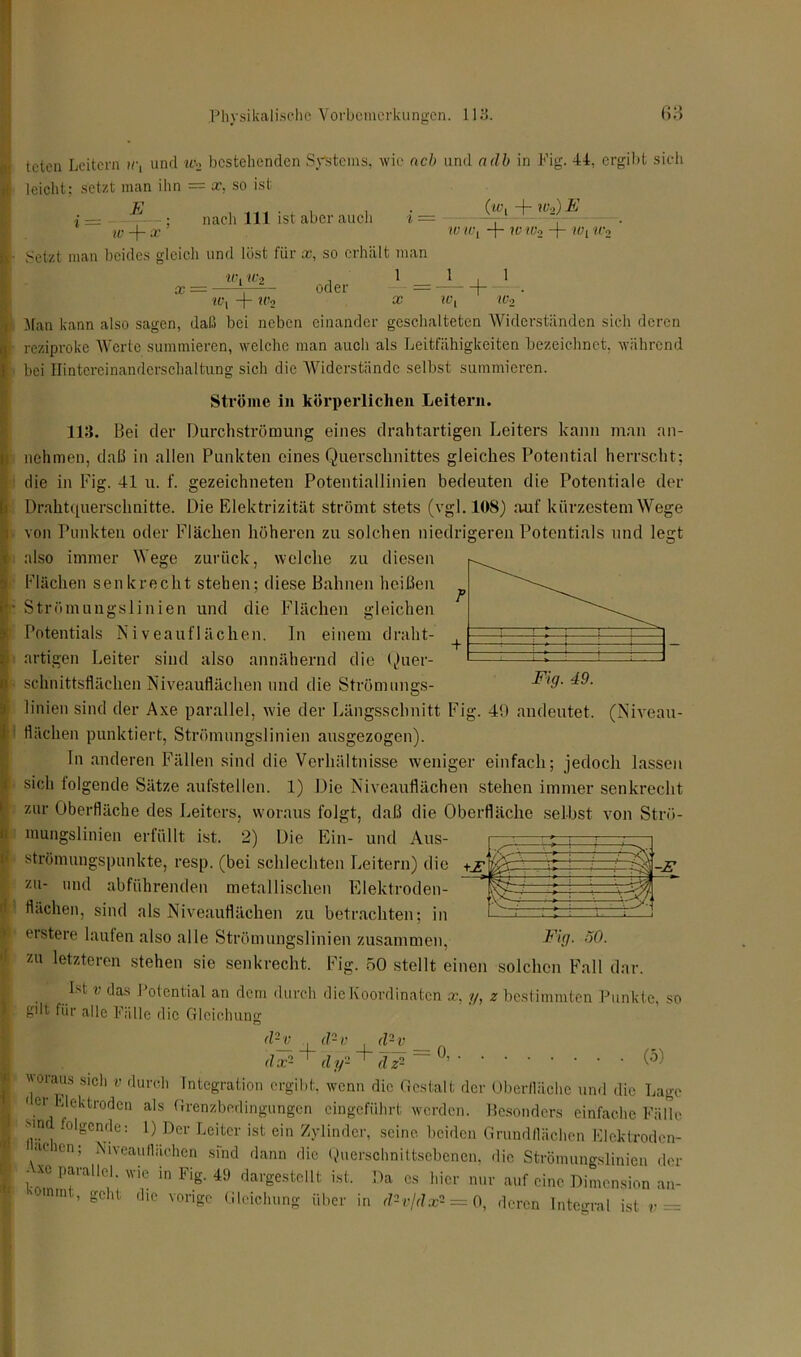 Physikalische Vorbemerkungen. 113. 63
teten Leitern w₁ und w₂ bestehenden Systems, wie acb und adb in Fig. 44, ergibt sich
leicht; setzt man ihn = x, so ist
i = E / (w + x) ; nach 111 ist aber auch i = (w₁ + w₂) E / (w w₁ + w w₂ + w₁ w₂) .
Setzt man beides gleich und löst für x, so erhält man
x = w₁ w₂ / (w₁ + w₂) oder 1/x = 1/w₁ + 1/w₂ .
Man kann also sagen, daß bei neben einander geschalteten Widerständen sich deren
reziproke Werte summieren, welche man auch als Leitfähigkeiten bezeichnet, während
bei Hintereinanderschaltung sich die Widerstände selbst summieren.
Ströme in körperlichen Leitern.
113. Bei der Durchströmung eines drahtartigen Leiters kann man an-
nehmen, daß in allen Punkten eines Querschnittes gleiches Potential herrscht;
die in Fig. 41 u. f. gezeichneten Potentiallinien bedeuten die Potentiale der
Drahtquerschnitte. Die Elektrizität strömt stets (vgl. 108) auf kürzestem Wege
von Punkten oder Flächen höheren zu solchen niedrigeren Potentials und legt
also immer Wege zurück, welche zu diesen
Flächen senkrecht stehen; diese Bahnen heißen
Strömungslinien und die Flächen gleichen
Potentials Niveauflächen. In einem draht-
artigen Leiter sind also annähernd die Quer-
schnittsflächen Niveauflächen und die Strömungs-
P
+ −
Fig. 49.
linien sind der Axe parallel, wie der Längsschnitt Fig. 49 andeutet. (Niveau-
flächen punktiert, Strömungslinien ausgezogen).
In anderen Fällen sind die Verhältnisse weniger einfach; jedoch lassen
sich folgende Sätze aufstellen. 1) Die Niveauflächen stehen immer senkrecht
zur Oberfläche des Leiters, woraus folgt, daß die Oberfläche selbst von Strö-
mungslinien erfüllt ist. 2) Die Ein- und Aus-
strömungspunkte, resp. (bei schlechten Leitern) die
zu- und abführenden metallischen Elektroden-
flächen, sind als Niveauflächen zu betrachten; in
erstere laufen also alle Strömungslinien zusammen,
+E -E
Fig. 50.
zu letzteren stehen sie senkrecht. Fig. 50 stellt einen solchen Fall dar.
Ist v das Potential an dem durch die Koordinaten x, y, z bestimmten Punkte, so
gilt für alle Fälle die Gleichung
d²v/dx² + d²v/dy² + d²v/dz² = 0, . . . . . . . . (5)
woraus sich v durch Integration ergibt, wenn die Gestalt der Oberfläche und die Lage
der Elektroden als Grenzbedingungen eingeführt werden. Besonders einfache Fälle
sind folgende: 1) Der Leiter ist ein Zylinder, seine beiden Grundflächen Elektroden-
flächen; Niveauflächen sind dann die Querschnittsebenen, die Strömungslinien der
Axe parallel, wie in Fig. 49 dargestellt ist. Da es hier nur auf eine Dimension an-
kommt, geht die vorige Gleichung über in d²v/dx² = 0, deren Integral ist v =